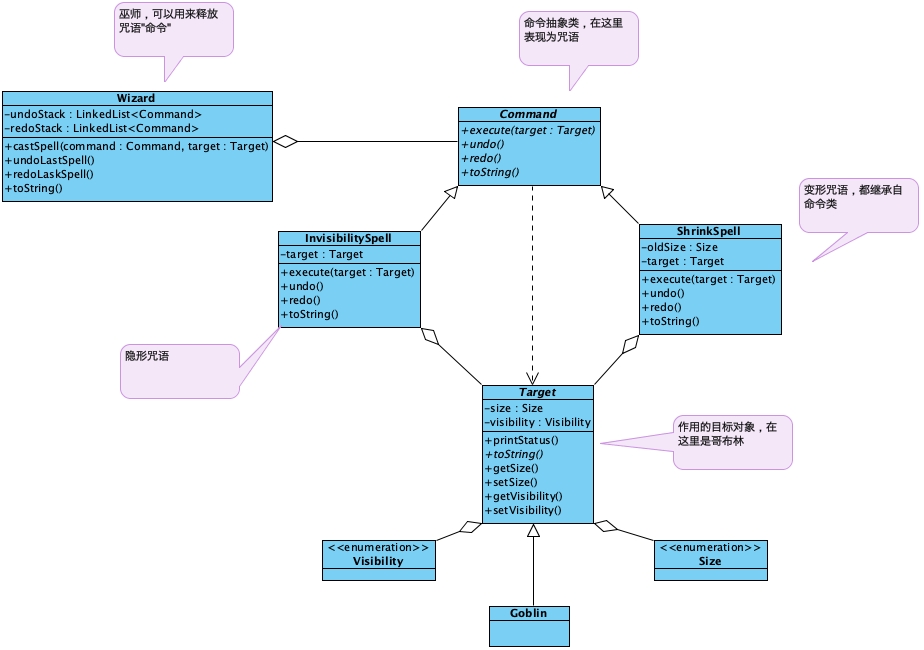 巫师，可以用来释放
咒语"命令"
命令抽象类，在这里
表现为咒语
Wizard
-undoStack : LinkedList<Command>
-redoStack : LinkedList<Command>
+castSpell(command : Command, target : Target)
+undoLastSpell()
+redoLaskSpell()
+toString()
Command
+execute(target : Target)
+undo()
+redo()
+toString()
变形咒语，都继承自
命令类
InvisibilitySpell
-target : Target
+execute(target : Target)
+undo()
+redo()
+toString()
ShrinkSpell
-oldSize : Size
-target : Target
+execute(target : Target)
+undo()
+redo()
+toString()
隐形咒语
Target
-size : Size
-visibility : Visibility
+printStatus()
+toString()
+getSize()
+setSize()
+getVisibility()
+setVisibility()
作用的目标对象，在
这里是哥布林
<<enumeration>>
Visibility
<<enumeration>>
Size
Goblin